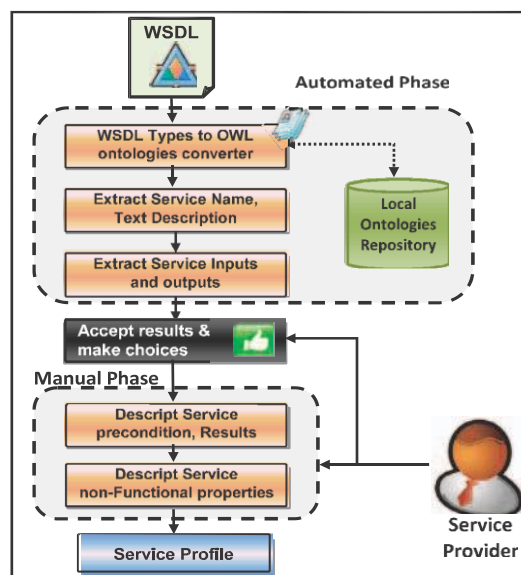 WSDL
Automated Phase
WSDL Types to OWL
ontologies converter
Extract Service Name,
Text Description
Local
Ontologies
Repository
Extract Service Inputs
and outputs
Accept results &
make choices
Manual Phase
Descript Service
precondition, Results
Descript Service
non-Functional properties
Service
Provider
Service Profile